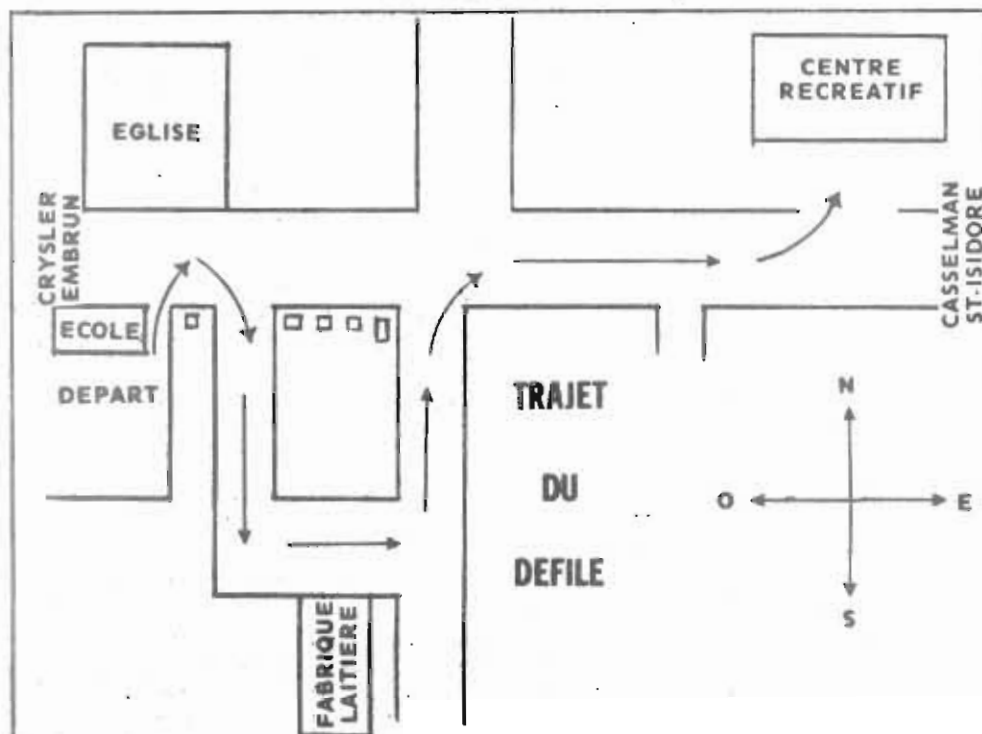 EGLISE
CENTRE
RECREATIF
CRYSLER
EMBRUN
CASSELMAN
ST-ISIDORE
ECOLE
DEPART
TRAJET
DU
DEFILE
N
O
E
S
FABRIQUE
LAITIERE